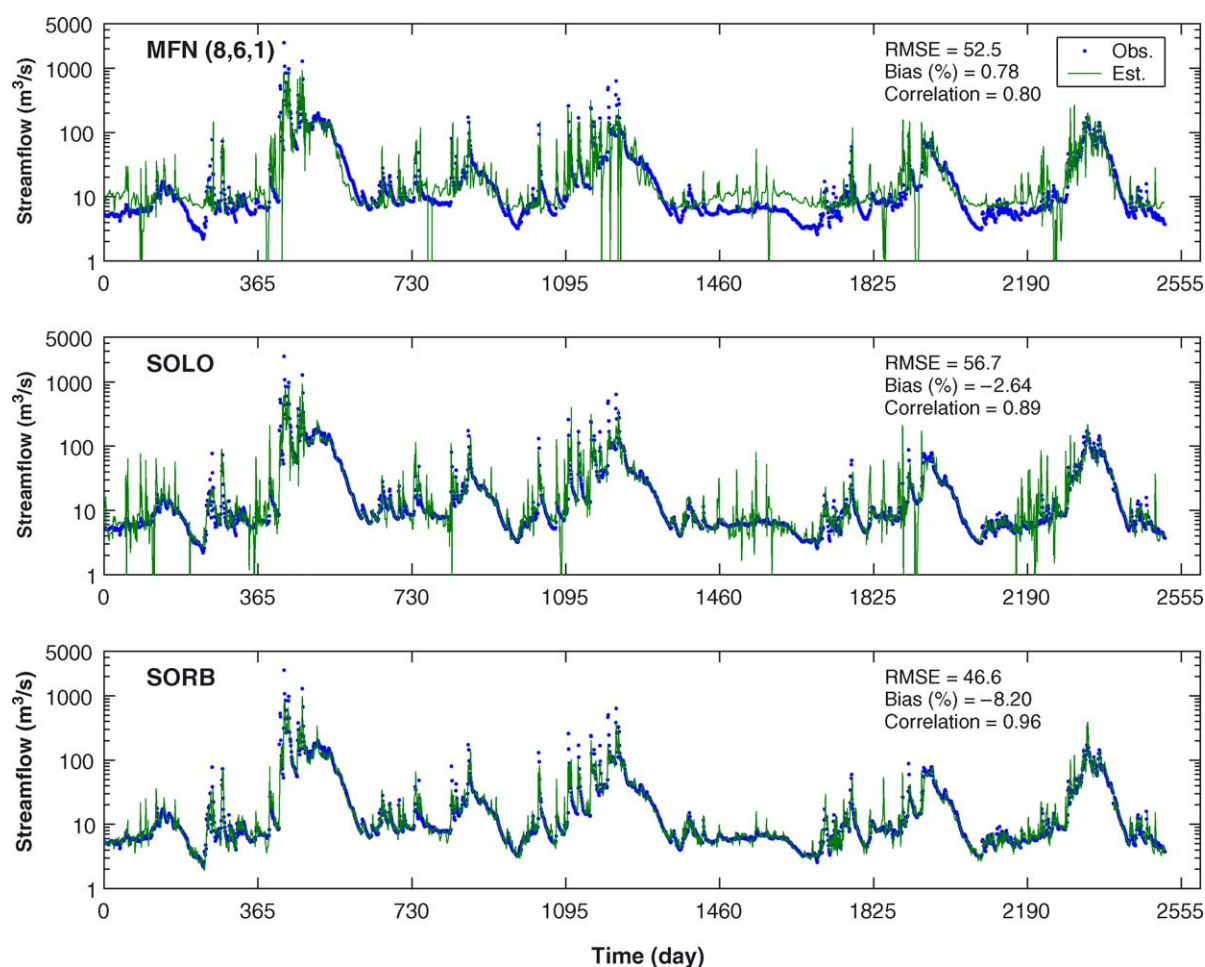 MFN (8,6,1)
RMSE = 52.5
Bias (%) = 0.78
Correlation = 0.80
Obs.
Est.
Streamflow (m³/s)
5000
1000
100
10
1
0 365 730 1095 1460 1825 2190 2555
SOLO
RMSE = 56.7
Bias (%) = −2.64
Correlation = 0.89
Streamflow (m³/s)
5000
1000
100
10
1
0 365 730 1095 1460 1825 2190 2555
SORB
RMSE = 46.6
Bias (%) = −8.20
Correlation = 0.96
Streamflow (m³/s)
5000
1000
100
10
1
0 365 730 1095 1460 1825 2190 2555
Time (day)